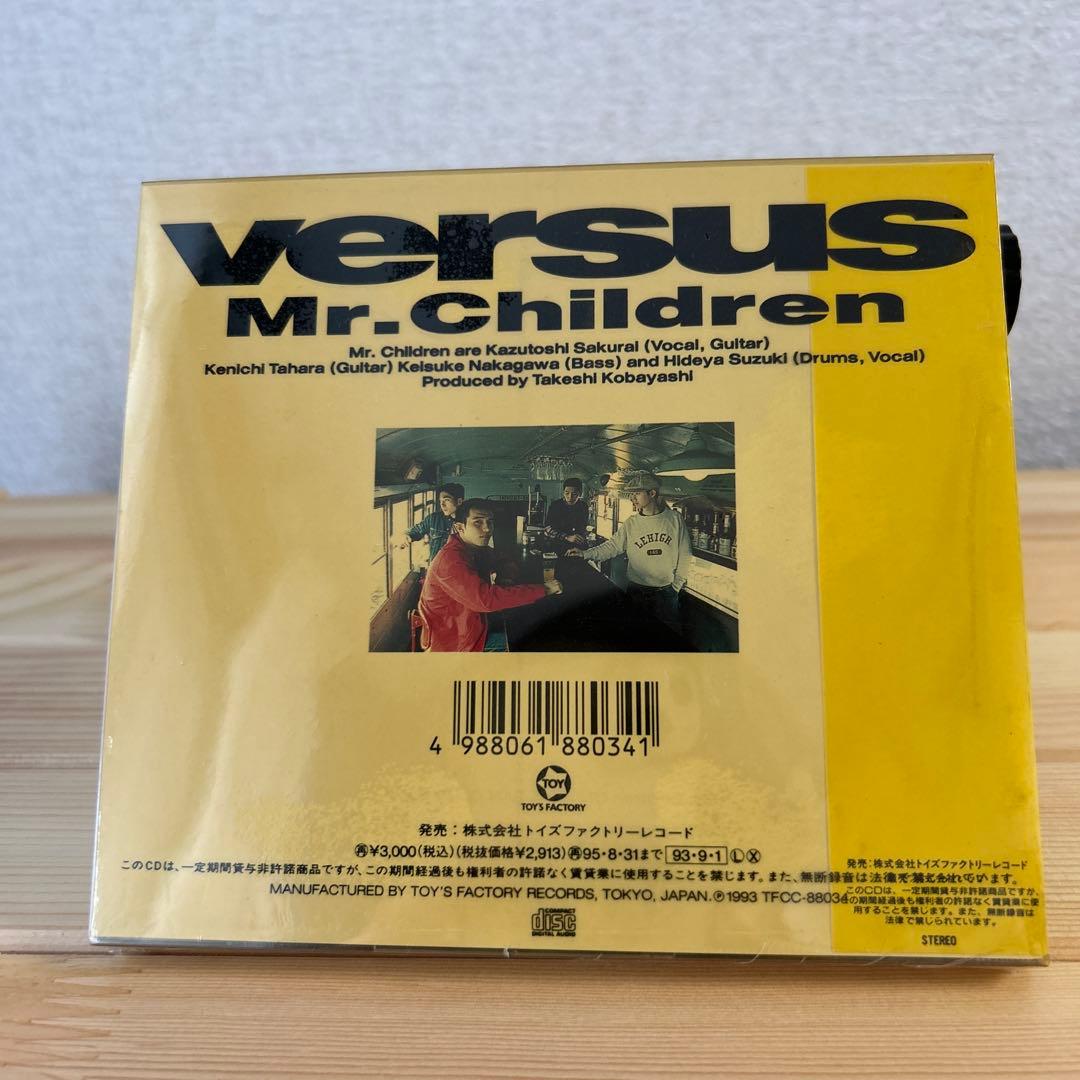 versus
Mr.Children
Mr. Children are Kazutoshi Sakurai (Vocal, Guitar)
Kenichi Tahara (Guitar) Keisuke Nakagawa (Bass) and Hideya Suzuki (Drums, Vocal)
Produced by Takeshi Kobayashi
LEHIGH
4 988061 880341
TOY
TOY'S FACTORY
発売：株式会社トイズファクトリーレコード
再¥3,000(税込)(税抜価格¥2,913)再95・8・31まで 93・9・1 Ⓛ Ⓧ
このCDは、一定期間貸与非許諾商品ですが、この期間経過後も権利者の許諾なく賃貸業に使用することを禁じます。また、無断録音は法律で禁じられています。
MANUFACTURED BY TOY'S FACTORY RECORDS, TOKYO, JAPAN.Ⓟ1993 TFCC-88034
COMPACT
disc
DIGITAL AUDIO
発売：株式会社トイズファクトリーレコード
このCDは、一定期間貸与非許諾商品ですが、
の期間経過後も権利者の許諾なく賃貸業に使
用することを禁じます。また、無断録音は
法律で禁じられています。
STEREO